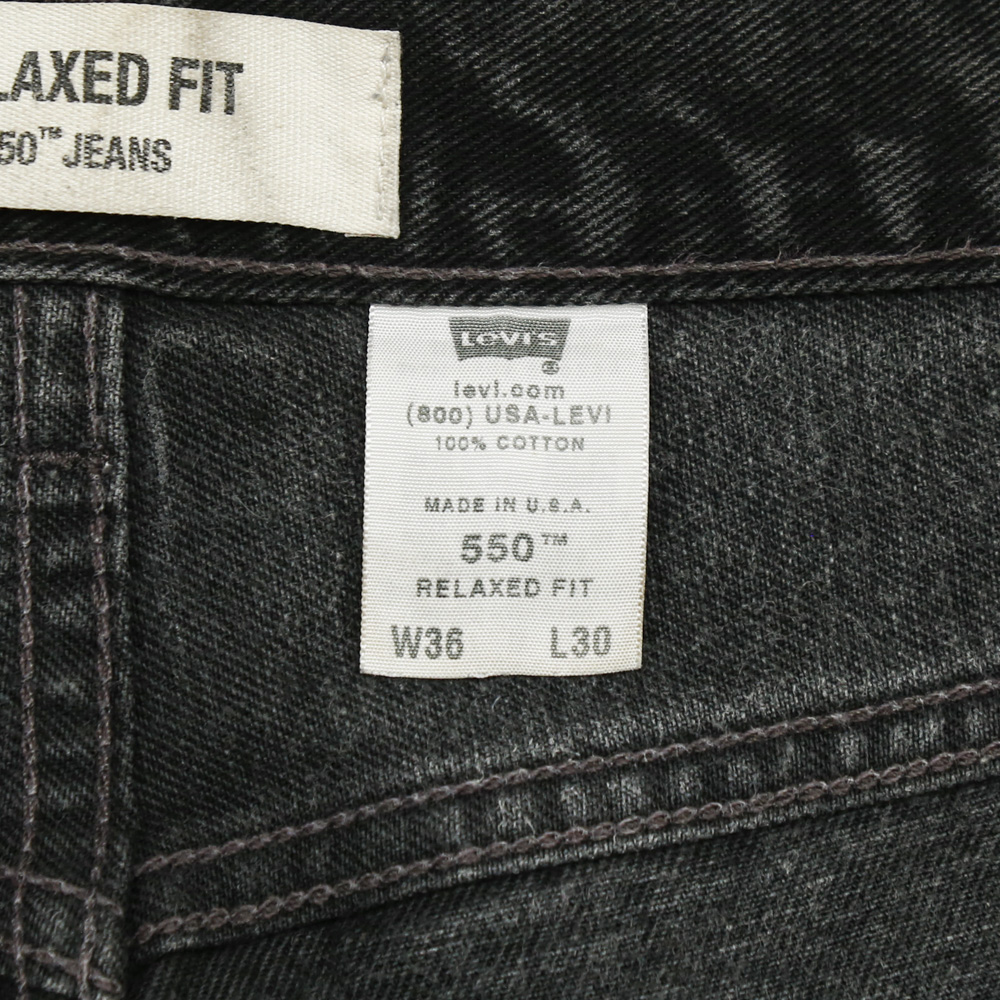 LAXED FIT
50™ JEANS
LEVI'S
®
levi.com
(800) USA-LEVI
100% COTTON
MADE IN U.S.A.
550™
RELAXED FIT
W36 L30